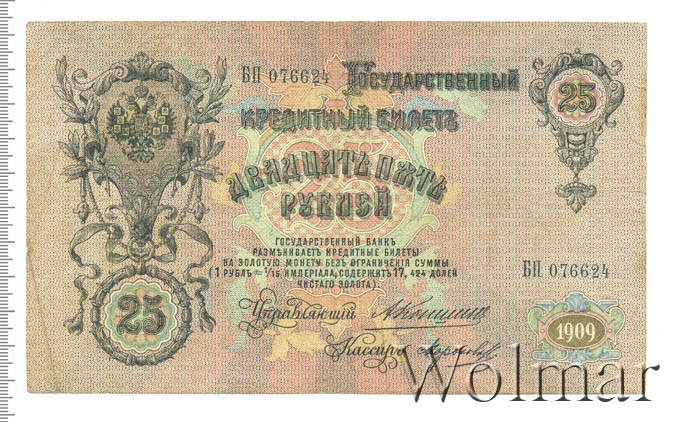 БП 076624 Государственный
25
Кредитный Билетъ
Двадцать пять
рублей
Государственный Банкъ
размѣниваетъ кредитные билеты
на золотую монету безъ ограниченія суммы
(1 рубль = 1/15 имперіала, содержитъ 17,424 долей
чистаго золота).
БП 076624
25
Управляющій
1909
Кассиръ
Wolmar